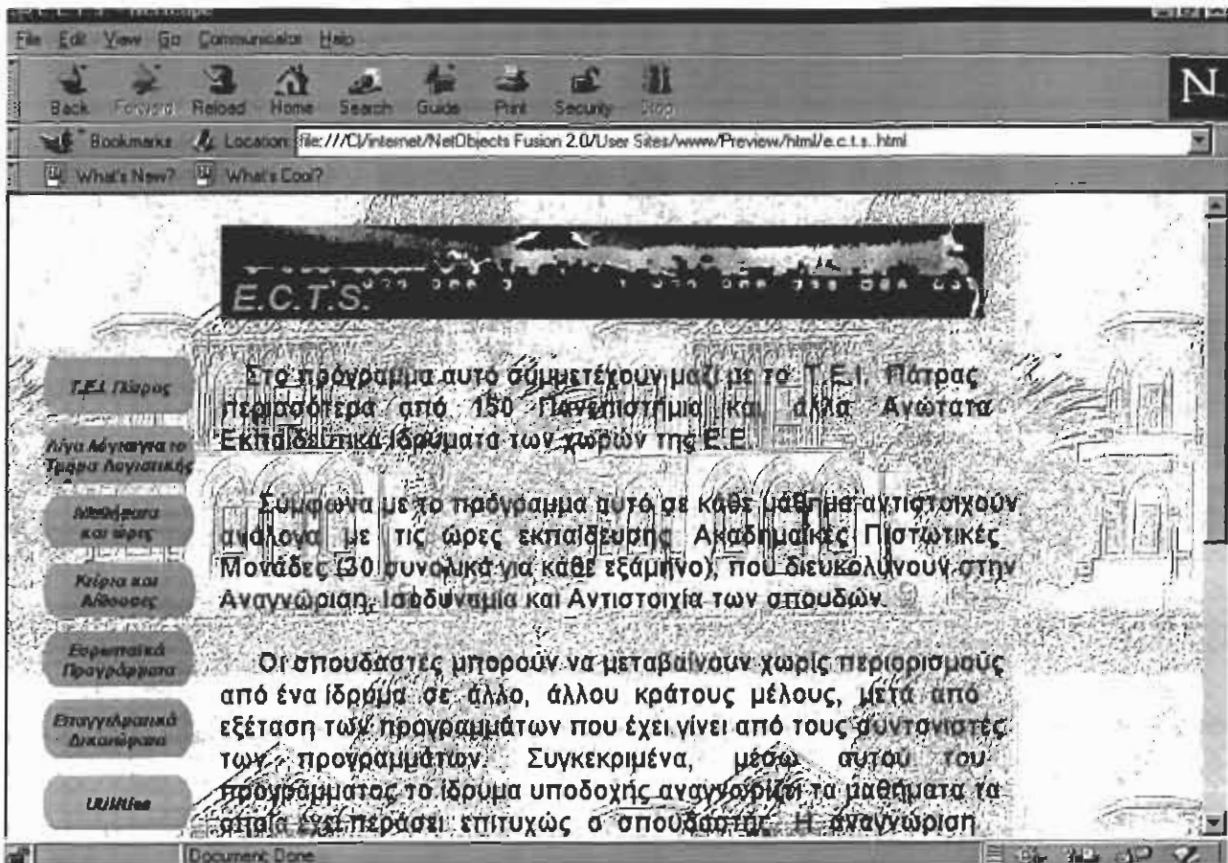 Netscape
File Edit View Go Communicator Help
Back Forward Reload Home Search Guide Print Security Stop
Bookmarks Location: file:///C|/internet/NetObjects Fusion 2.0/User Sites/www/Preview/html/e.c.t.s..html
What's New? What's Cool?
E.C.T.S.
Τ.Ε.Ι. Πάτρας
Λίγα λόγια για το
Τμήμα Λογιστικής
Μαθήματα
και ώρες
Κτίρια και
Αίθουσες
Ευρωπαϊκά
Προγράμματα
Επαγγελματικά
Δικαιώματα
Utilities
Στο πρόγραμμα αυτό συμμετέχουν μαζί με το Τ.Ε.Ι. Πάτρας
περισσότερα από 150 Πανεπιστήμια και άλλα Ανώτατα
Εκπαιδευτικά Ιδρύματα των χωρών της Ε.Ε.
Σύμφωνα με το πρόγραμμα αυτό σε κάθε μάθημα αντιστοιχούν
ανάλογα με τις ώρες εκπαίδευσης Ακαδημαϊκές Πιστωτικές
Μονάδες (30 συνολικά για κάθε εξάμηνο), που διευκολύνουν στην
Αναγνώριση, Ισοδυναμία και Αντιστοιχία των σπουδών.
Οι σπουδαστές μπορούν να μεταβαίνουν χωρίς περιορισμούς
από ένα ίδρυμα σε άλλο, άλλου κράτους μέλους, μετά από
εξέταση των προγραμμάτων που έχει γίνει από τους συντονιστές
των προγραμμάτων. Συγκεκριμένα, μέσω αυτού του
προγράμματος το ίδρυμα υποδοχής αναγνωρίζει τα μαθήματα τα
οποία έχει περάσει επιτυχώς ο σπουδαστής. Η αναγνώριση
Document: Done